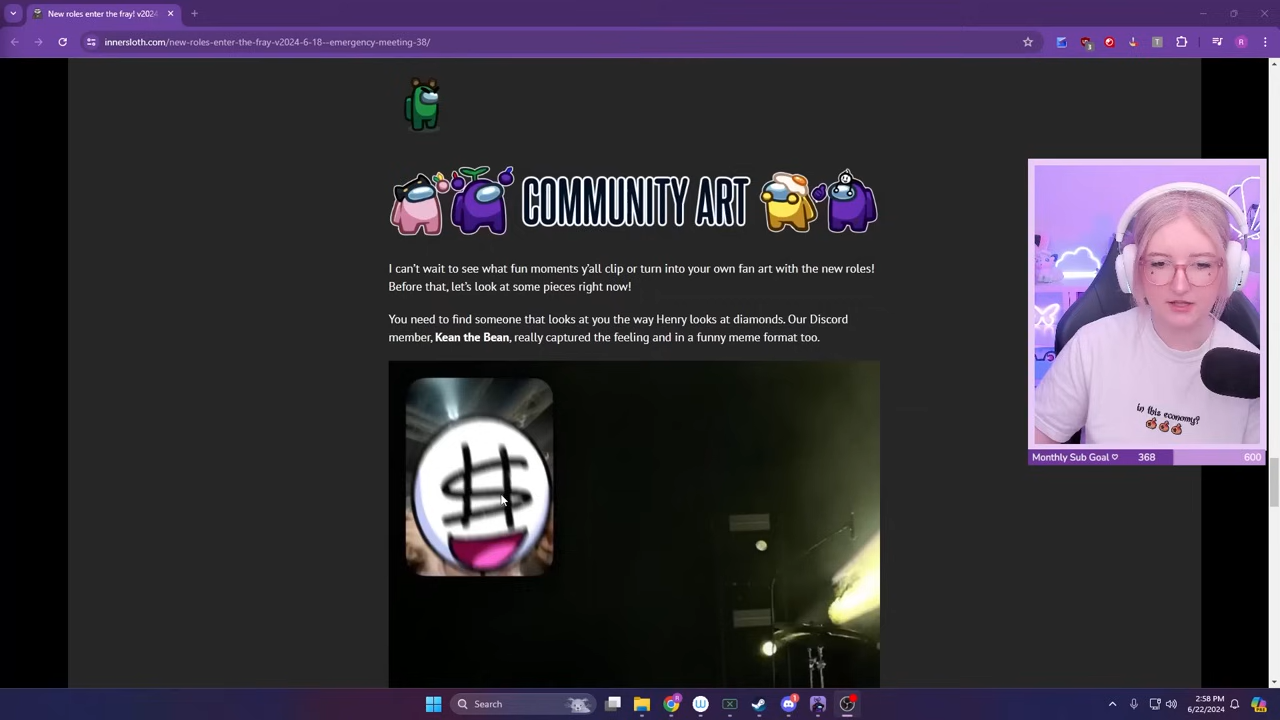 New roles enter the fray! v2024
innersloth.com/new-roles-enter-the-fray-v2024-6-18--emergency-meeting-38/
COMMUNITY ART
I can't wait to see what fun moments y'all clip or turn into your own fan art with the new roles!
Before that, let's look at some pieces right now!
You need to find someone that looks at you the way Henry looks at diamonds. Our Discord
member, Kean the Bean, really captured the feeling and in a funny meme format too.
in this economy?
Monthly Sub Goal ♡ 368 600
Search
2:58 PM
6/22/2024